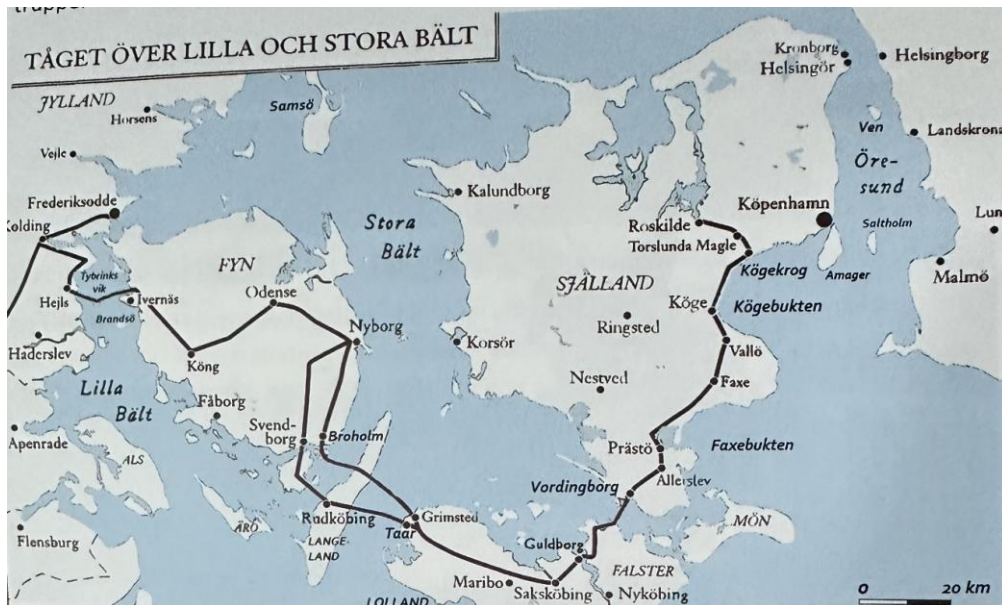 TÅGET ÖVER LILLA OCH STORA BÄLT
JYLLAND
Horsens
Samsö
Kronborg
Helsingör
Helsingborg
Vejle
Ven
Landskrona
Öre-
sund
Frederiksodde
Kalundborg
Kolding
Stora
Bält
Roskilde
Köpenhamn
Saltholm
Torslunda Magle
FYN
Tybrinks
vik
Kögekrog
Amager
Malmö
Hejls
Ivernäs
Odense
SJÄLLAND
Brandsö
Köge
Kögebukten
Ringsted
Nyborg
Korsör
Haderslev
Köng
Vallö
Lilla
Bält
Nestved
Faxe
Fåborg
Svend-
borg
Broholm
Apenrade
Prästö
Faxebukten
ALS
Allerslev
Vordingborg
Rudköbing
Grimsted
ÄRÖ
Taar
MÖN
Flensburg
LANGE-
LAND
Guldborg
FALSTER
Maribo
Saksköbing
Nyköbing
0 20 km
LOLLAND